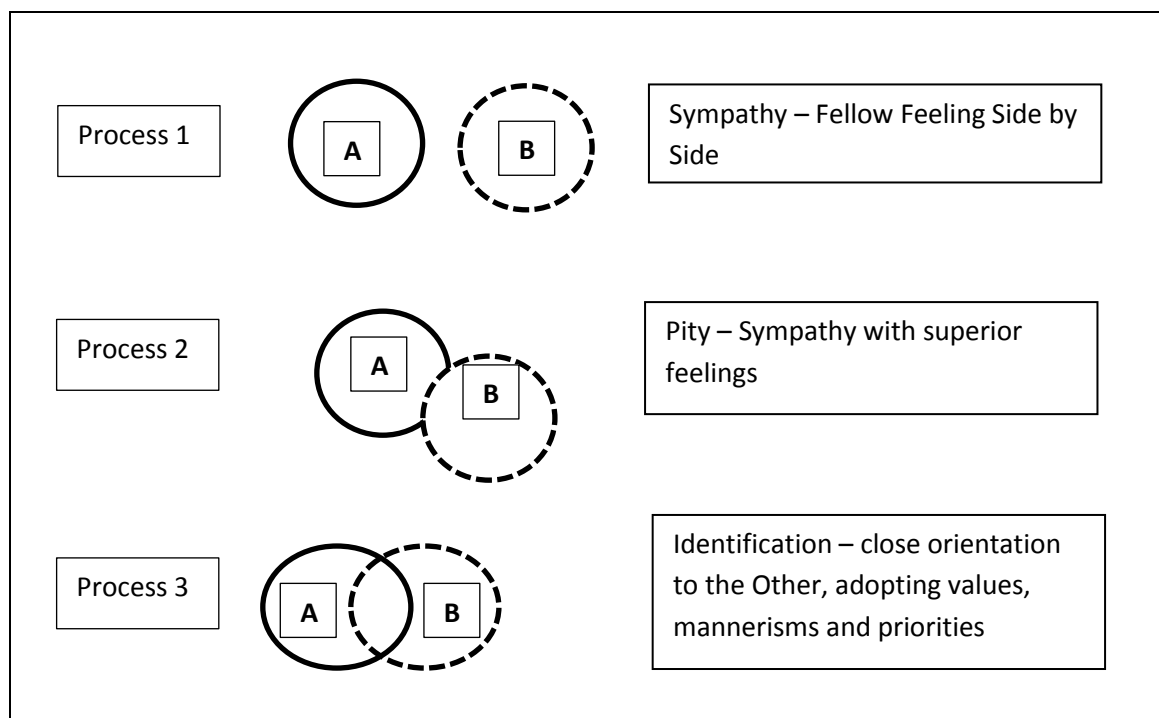 Process 1
A
B
Sympathy – Fellow Feeling Side by
Side
Process 2
A
B
Pity – Sympathy with superior
feelings
Process 3
A
B
Identification – close orientation
to the Other, adopting values,
mannerisms and priorities